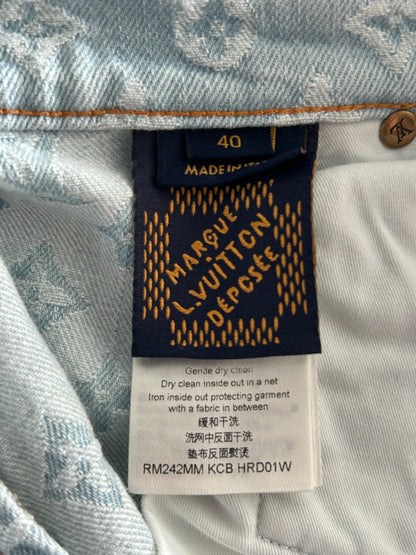 40
MADE IN
MARQUE
L.VUITTON
DÉPOSÉE
Gentle dry clean
Dry clean inside out in a net
Iron inside out protecting garment
with a fabric in between
缓和干洗
洗网中反面干洗
垫布反面熨烫
RM242MM KCB HRD01W